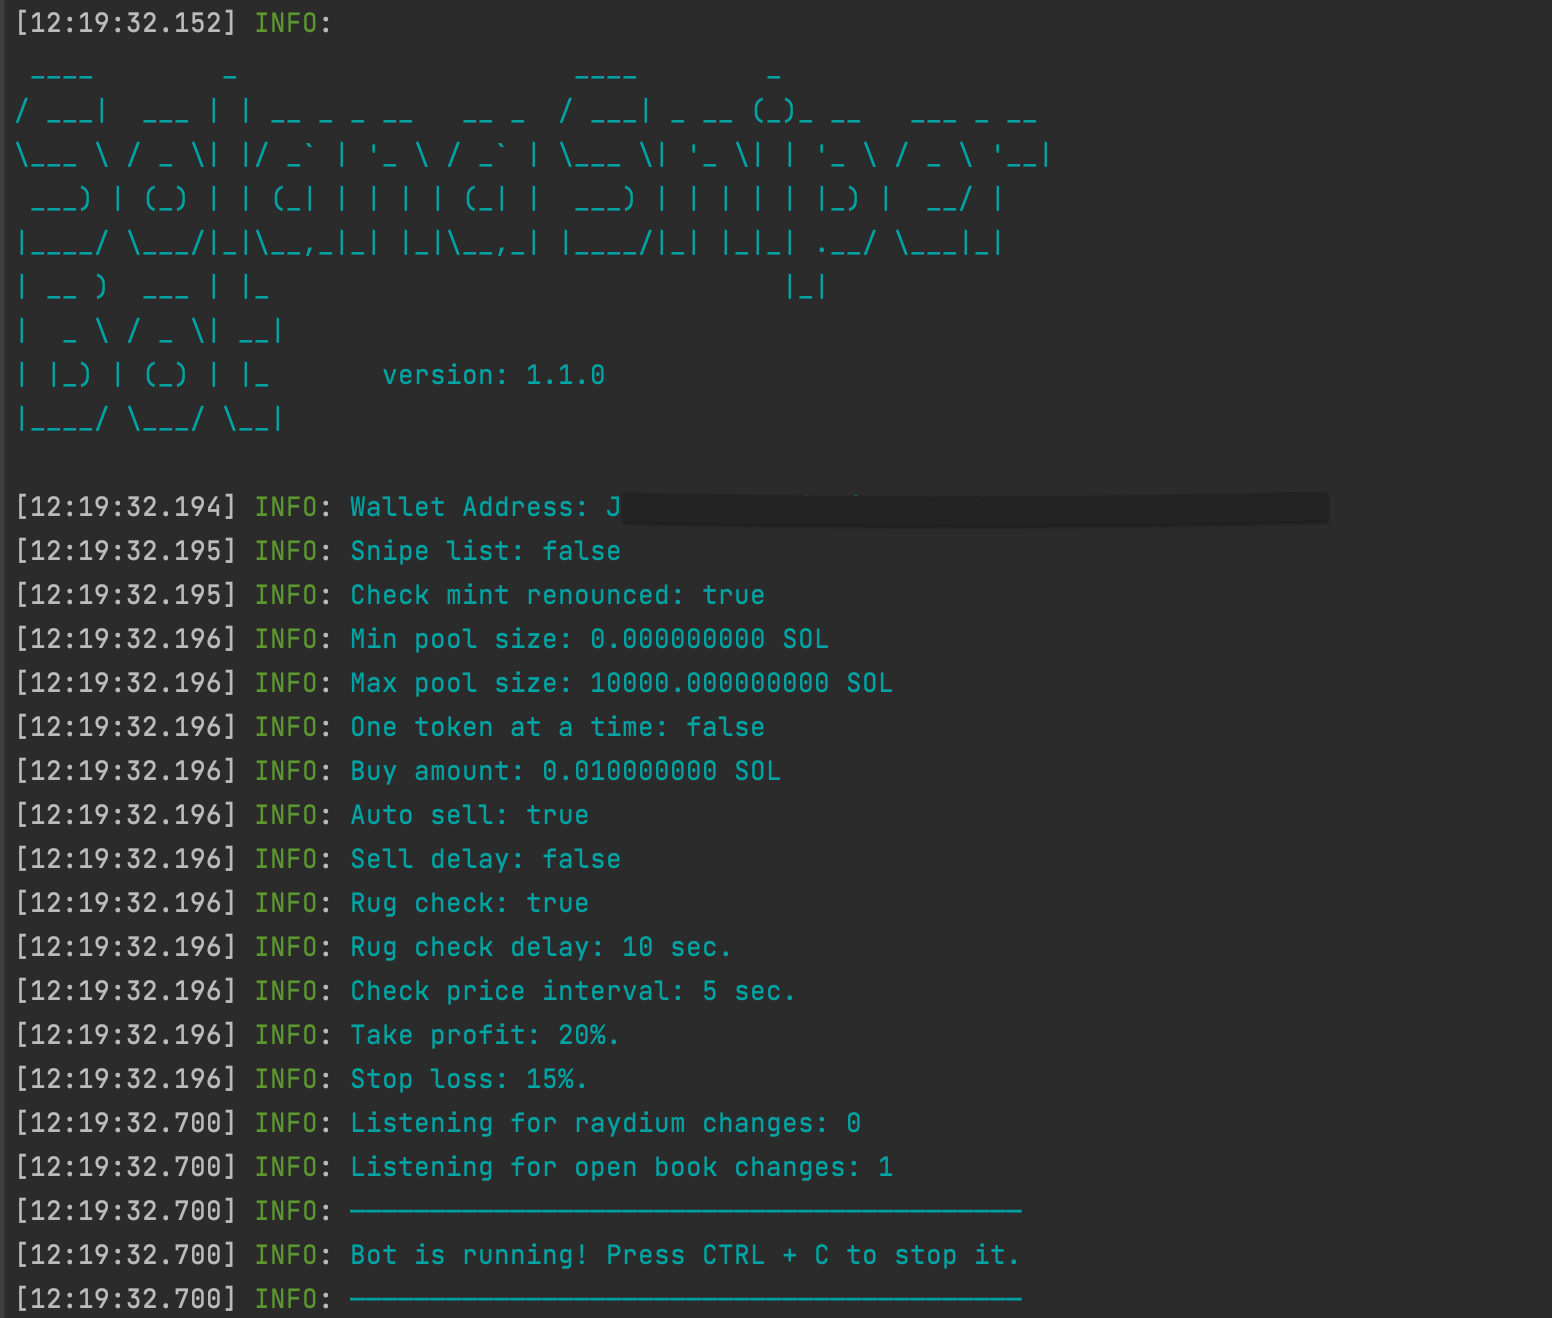 [12:19:32.152] INFO:
Solana Sniper
Bot
version: 1.1.0
[12:19:32.194] INFO: Wallet Address: J
[12:19:32.195] INFO: Snipe list: false
[12:19:32.195] INFO: Check mint renounced: true
[12:19:32.196] INFO: Min pool size: 0.000000000 SOL
[12:19:32.196] INFO: Max pool size: 10000.000000000 SOL
[12:19:32.196] INFO: One token at a time: false
[12:19:32.196] INFO: Buy amount: 0.010000000 SOL
[12:19:32.196] INFO: Auto sell: true
[12:19:32.196] INFO: Sell delay: false
[12:19:32.196] INFO: Rug check: true
[12:19:32.196] INFO: Rug check delay: 10 sec.
[12:19:32.196] INFO: Check price interval: 5 sec.
[12:19:32.196] INFO: Take profit: 20%.
[12:19:32.196] INFO: Stop loss: 15%.
[12:19:32.700] INFO: Listening for raydium changes: 0
[12:19:32.700] INFO: Listening for open book changes: 1
[12:19:32.700] INFO: ──────────────────────────────────────────
[12:19:32.700] INFO: Bot is running! Press CTRL + C to stop it.
[12:19:32.700] INFO: ──────────────────────────────────────────